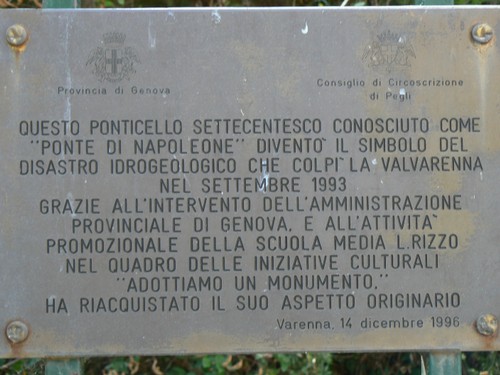 Provincia di Genova
Consiglio di Circoscrizione
di Pegli
QUESTO PONTICELLO SETTECENTESCO CONOSCIUTO COME
"PONTE DI NAPOLEONE" DIVENTO` IL SIMBOLO DEL
DISASTRO IDROGEOLOGICO CHE COLPI` LA VALVARENNA
NEL SETTEMBRE 1993
GRAZIE ALL'INTERVENTO DELL'AMMINISTRAZIONE
PROVINCIALE DI GENOVA, E ALL'ATTIVITA`
PROMOZIONALE DELLA SCUOLA MEDIA L.RIZZO
NEL QUADRO DELLE INIZIATIVE CULTURALI
"ADOTTIAMO UN MONUMENTO,"
HA RIACQUISTATO IL SUO ASPETTO ORIGINARIO
Varenna, 14 dicembre 1996